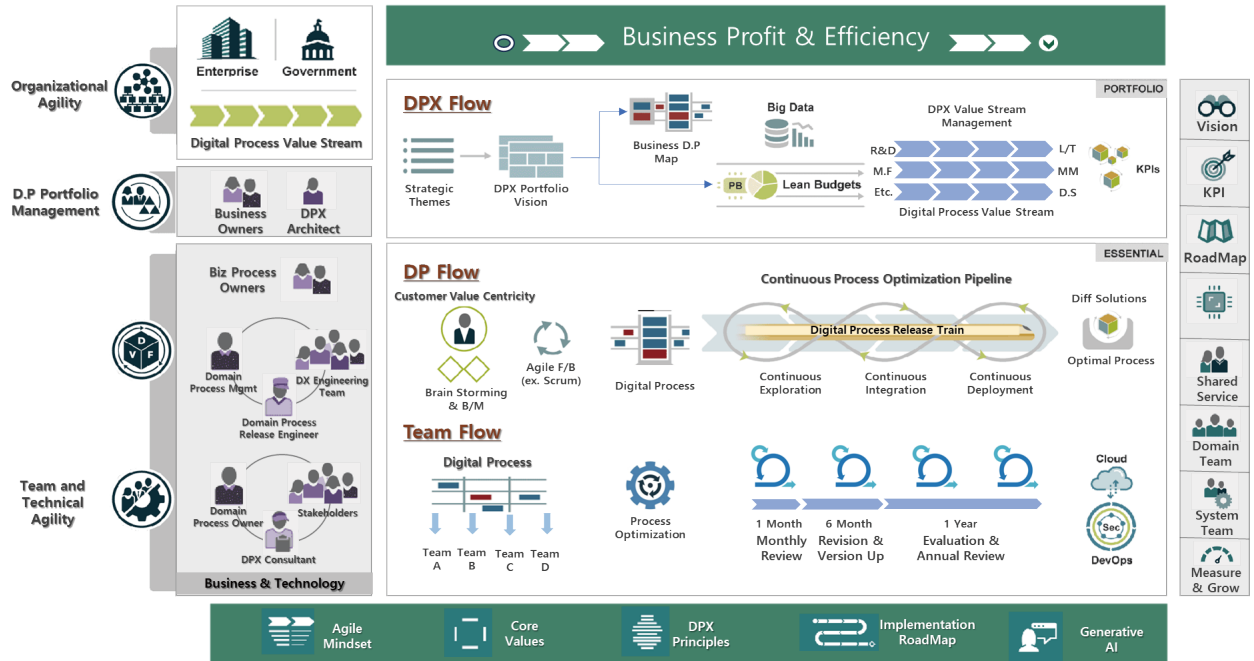 Business Profit & Efficiency
Organizational
Agility
Enterprise
Government
Digital Process Value Stream
D.P Portfolio
Management
Business
Owners
DPX
Architect
Biz Process
Owners
D
V
F
Domain
Process Mgmt
DX Engineering
Team
Domain Process
Release Engineer
Team and
Technical
Agility
Domain
Process Owner
Stakeholders
DPX Consultant
Business & Technology
PORTFOLIO
DPX Flow
Strategic
Themes
DPX Portfolio
Vision
Business D.P
Map
Big Data
PB
Lean Budgets
DPX Value Stream
Management
R&D
L/T
M.F
MM
Etc.
D.S
Digital Process Value Stream
KPIs
ESSENTIAL
DP Flow
Customer Value Centricity
Brain Storming
& B/M
Agile F/B
(ex. Scrum)
Digital Process
Continuous Process Optimization Pipeline
Digital Process Release Train
Continuous
Exploration
Continuous
Integration
Continuous
Deployment
Diff Solutions
Optimal Process
Team Flow
Digital Process
Team
A
Team
B
Team
C
Team
D
Process
Optimization
1 Month
Monthly
Review
6 Month
Revision &
Version Up
1 Year
Evaluation &
Annual Review
Cloud
Sec
DevOps
Vision
KPI
RoadMap
Shared
Service
Domain
Team
System
Team
Measure
& Grow
Agile
Mindset
Core
Values
DPX
Principles
Implementation
RoadMap
Generative
AI